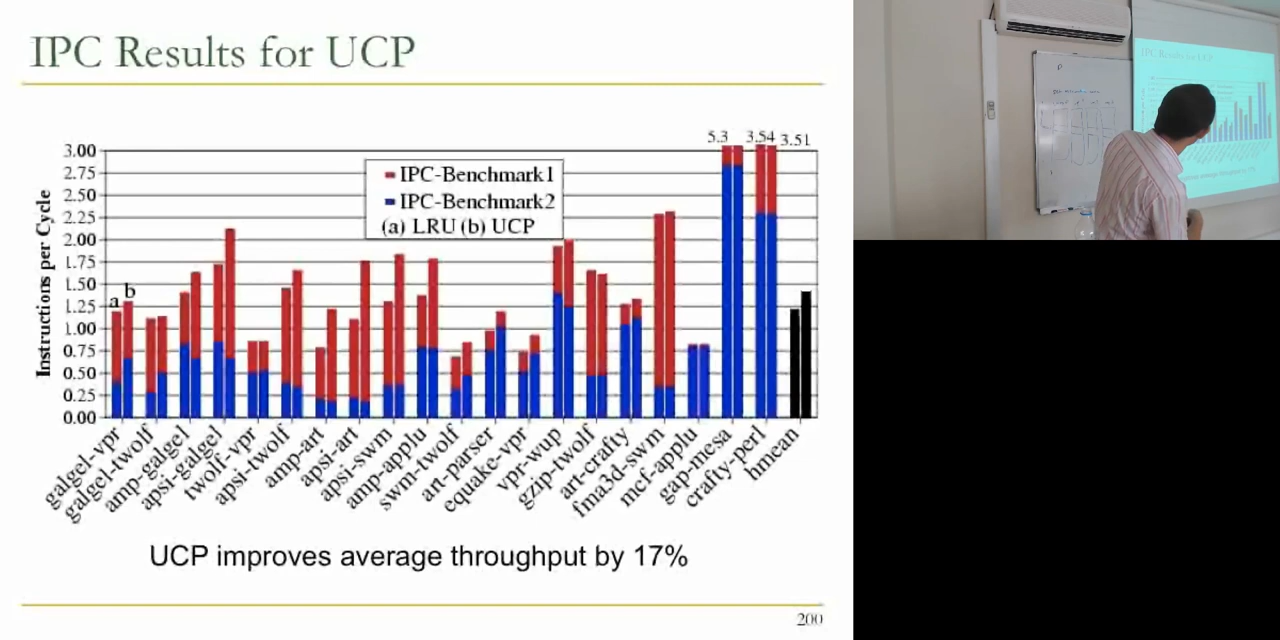 IPC Results for UCP
5.3 3.54 3.51
3.00
2.75
2.50
2.25
2.00
1.75
1.50
1.25
1.00
0.75
0.50
0.25
0.00
Instructions per Cycle
IPC-Benchmark1
IPC-Benchmark2
(a) LRU (b) UCP
a b
galgel-vpr
galgel-twolf
amp-galgel
apsi-galgel
twolf-vpr
apsi-twolf
amp-art
apsi-art
apsi-swm
amp-applu
swm-twolf
art-parser
equake-vpr
vpr-wup
gzip-twolf
art-crafty
fma3d-swm
mcf-applu
gap-mesa
crafty-perl
hmean
UCP improves average throughput by 17%
200
IPC Results for UCP